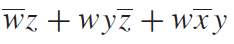 w̅z + wyz̅ + wx̅y